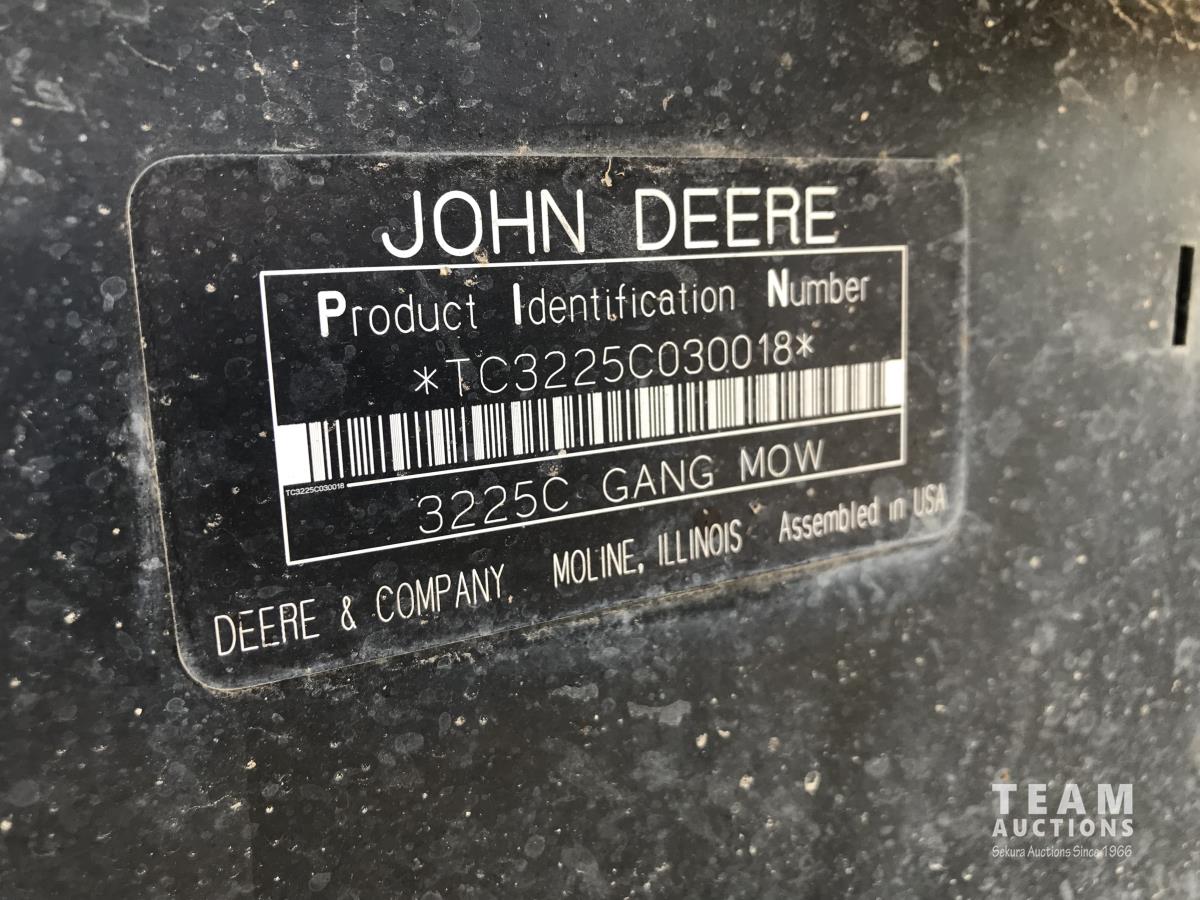 JOHN DEERE
Product Identification Number
*TC3225C030018*
TC3225C030018
3225C GANG MOW
DEERE & COMPANY, MOLINE, ILLINOIS Assembled in USA
TEAM
AUCTIONS
Sekura Auctions Since 1966